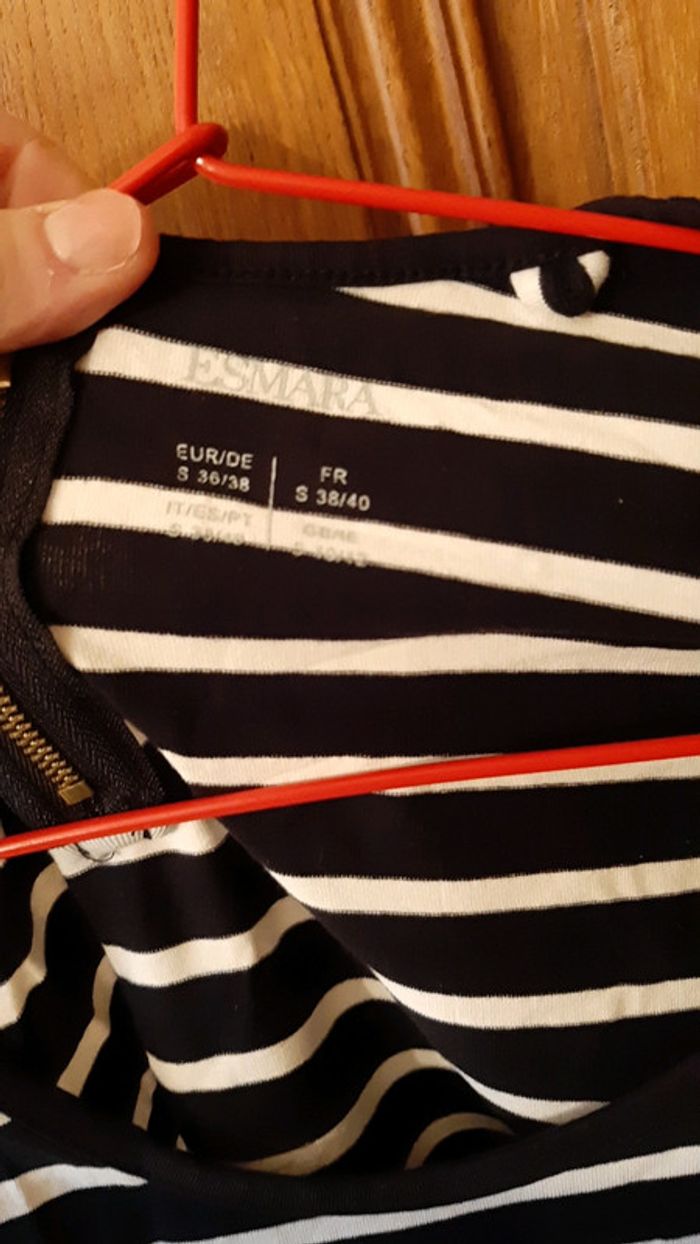 ESMARA
EUR/DE
S 36/38
FR
S 38/40
IT/ES/PT